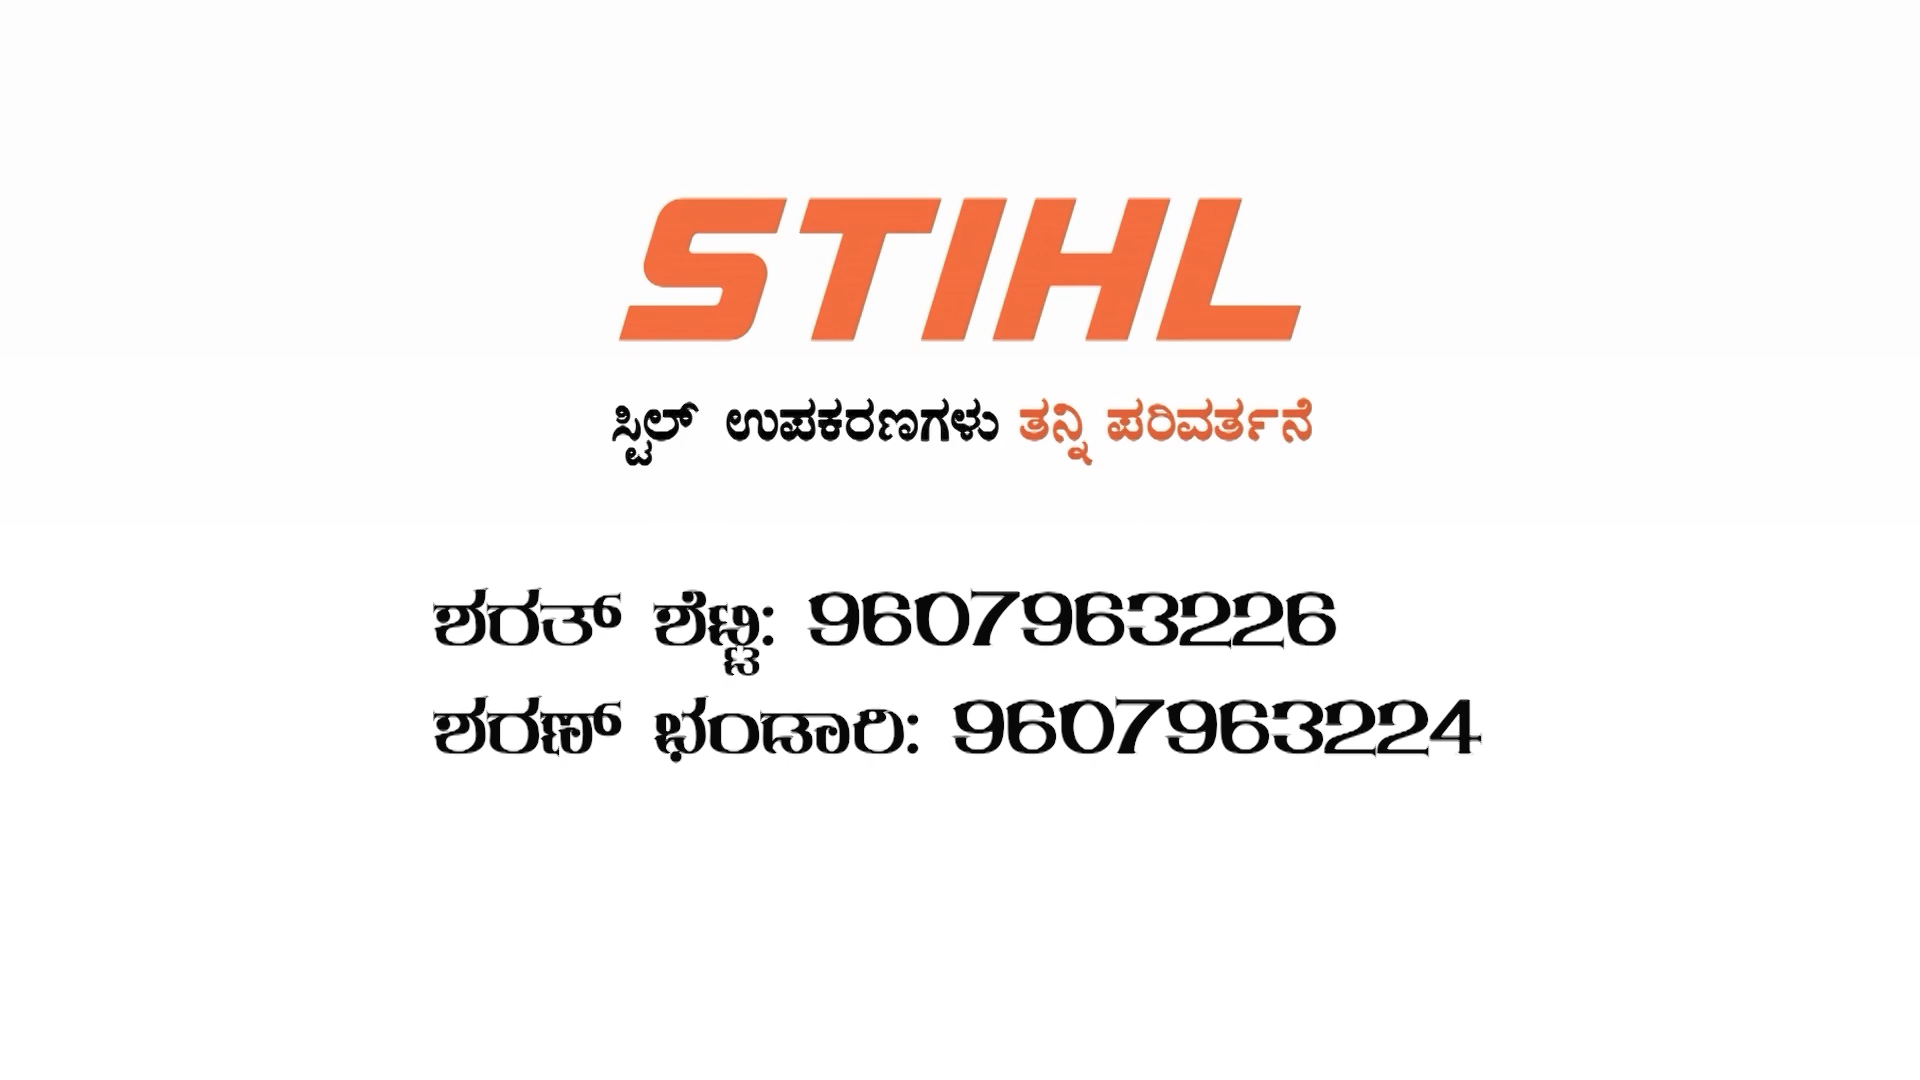 STIHL
ಸ್ಟಿಲ್ ಉಪಕರಣಗಳು ತನ್ನಿ ಪರಿವರ್ತನೆ
ಶರತ್ ಶೆಟ್ಟಿ: 9607963226
ಶರಣ್ ಭಂಡಾರಿ: 9607963224